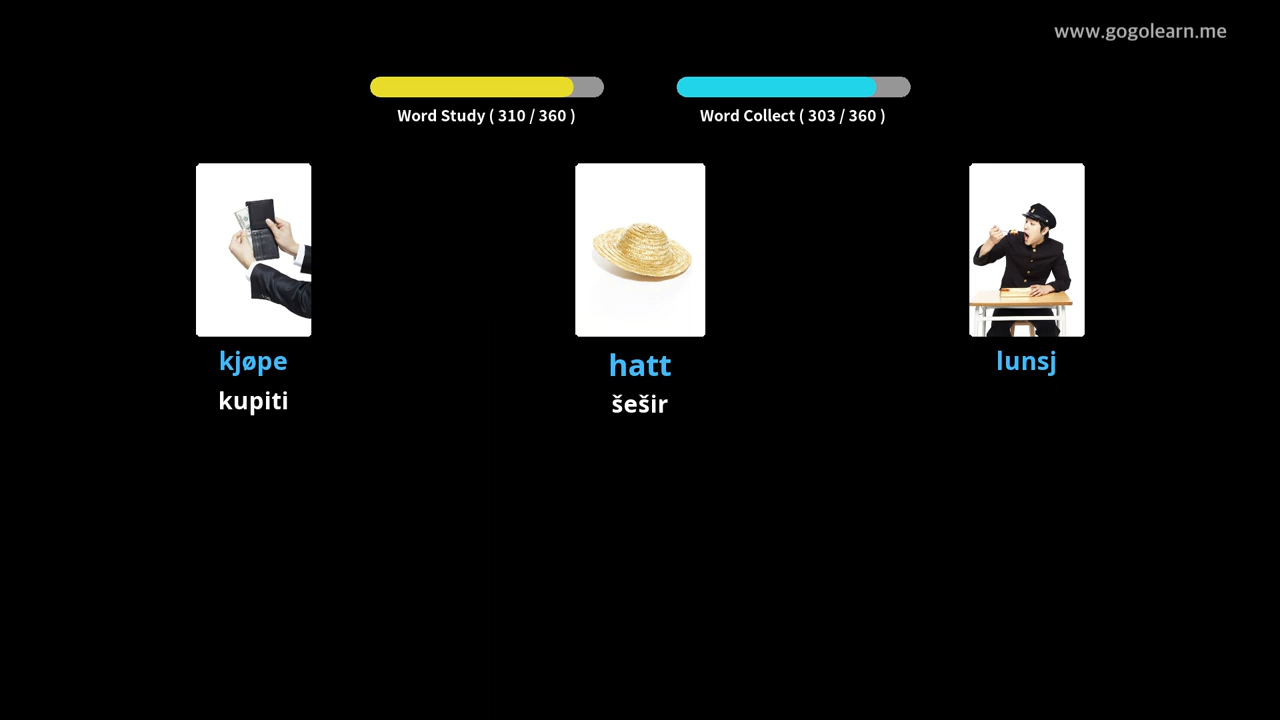 www.gogolearn.me
Word Study ( 310 / 360 )
Word Collect ( 303 / 360 )
kjøpe
kupiti
hatt
šešir
lunsj